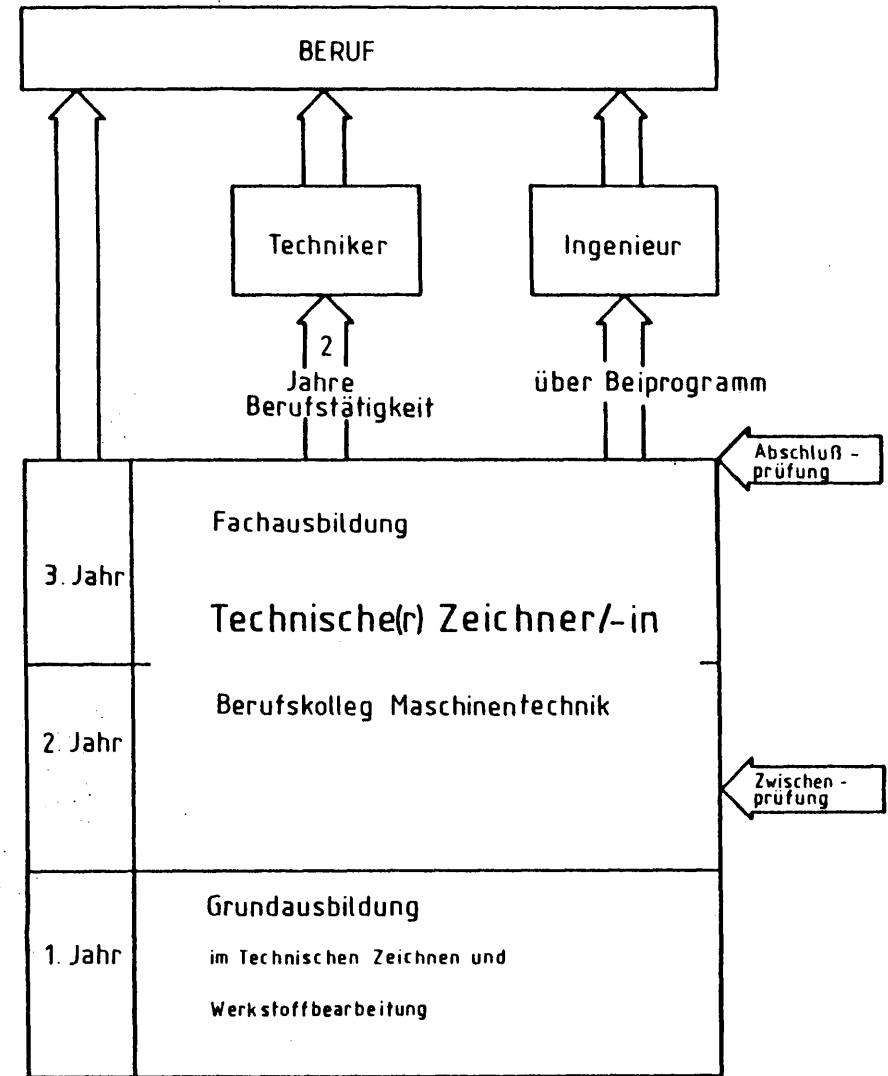 BERUF
Techniker
Ingenieur
2
Jahre
Berufstätigkeit
über Beiprogramm
Abschluß -
prüfung
Fachausbildung
3. Jahr
Technische(r) Zeichner/-in
Berufskolleg Maschinentechnik
2. Jahr
Zwischen -
prüfung
Grundausbildung
1. Jahr
im Technischen Zeichnen und
Werkstoffbearbeitung